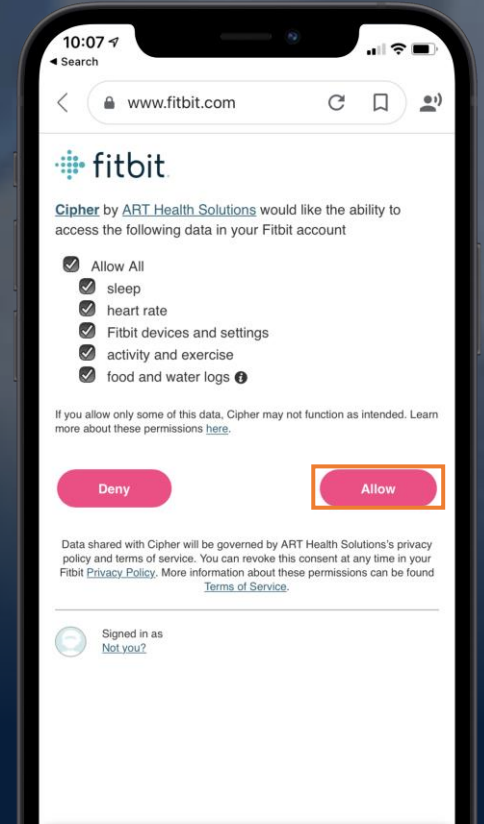 10:07
Search
www.fitbit.com
fitbit
Cipher by ART Health Solutions would like the ability to
access the following data in your Fitbit account
Allow All
sleep
heart rate
Fitbit devices and settings
activity and exercise
food and water logs
If you allow only some of this data, Cipher may not function as intended. Learn
more about these permissions here.
Deny Allow
Data shared with Cipher will be governed by ART Health Solutions's privacy
policy and terms of service. You can revoke this consent at any time in your
Fitbit Privacy Policy. More information about these permissions can be found
Terms of Service.
Signed in as
Not you?